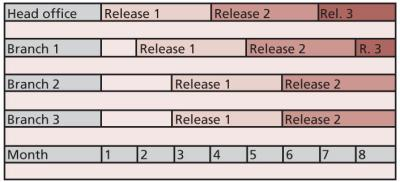 Head office Release 1 Release 2 Rel. 3
Branch 1 Release 1 Release 2 R. 3
Branch 2 Release 1 Release 2
Branch 3 Release 1 Release 2
Month 1 2 3 4 5 6 7 8